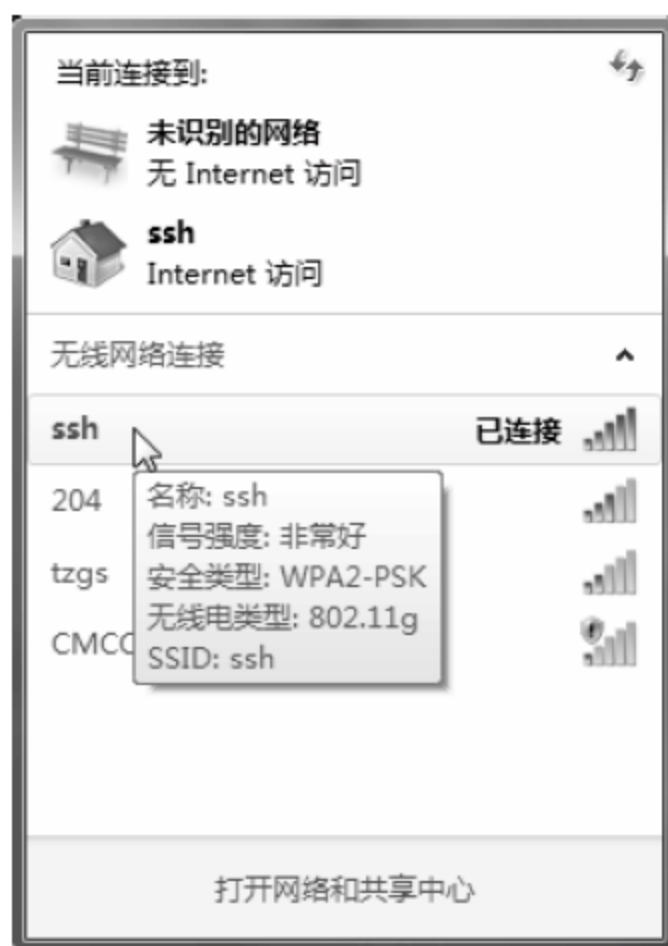 当前连接到:
未识别的网络
无 Internet 访问
ssh
Internet 访问
无线网络连接
ssh 已连接
名称: ssh
204
信号强度: 非常好
tzgs
安全类型: WPA2-PSK
无线电类型: 802.11g
CMCC
SSID: ssh
打开网络和共享中心